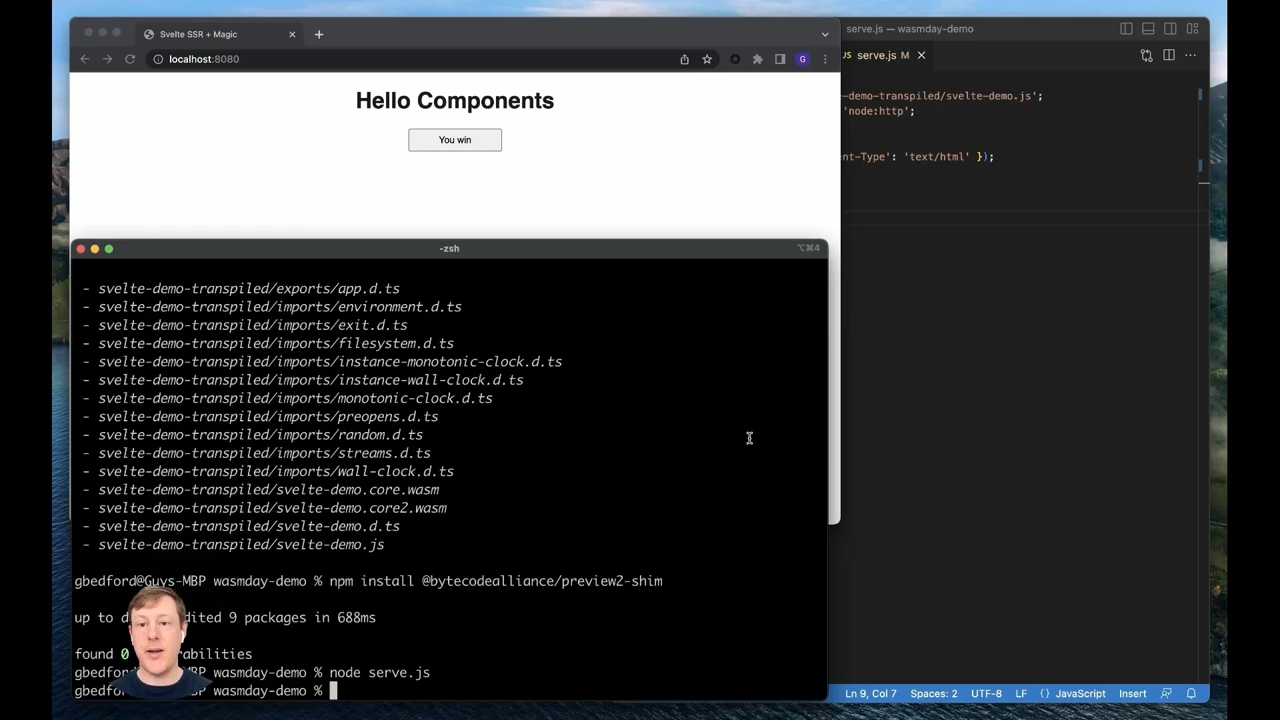 Svelte SSR + Magic
serve.js — wasmday-demo
localhost:8080
G
serve.js M
Hello Components
You win
-demo-transpiled/svelte-demo.js';
'node:http';
ent-Type': 'text/html' });
-zsh
⌥⌘4
- svelte-demo-transpiled/exports/app.d.ts
- svelte-demo-transpiled/imports/environment.d.ts
- svelte-demo-transpiled/imports/exit.d.ts
- svelte-demo-transpiled/imports/filesystem.d.ts
- svelte-demo-transpiled/imports/instance-monotonic-clock.d.ts
- svelte-demo-transpiled/imports/instance-wall-clock.d.ts
- svelte-demo-transpiled/imports/monotonic-clock.d.ts
- svelte-demo-transpiled/imports/preopens.d.ts
- svelte-demo-transpiled/imports/random.d.ts
- svelte-demo-transpiled/imports/streams.d.ts
- svelte-demo-transpiled/imports/wall-clock.d.ts
- svelte-demo-transpiled/svelte-demo.core.wasm
- svelte-demo-transpiled/svelte-demo.core2.wasm
- svelte-demo-transpiled/svelte-demo.d.ts
- svelte-demo-transpiled/svelte-demo.js
gbedford@Guys-MBP wasmday-demo % npm install @bytecodealliance/preview2-shim
up to d dited 9 packages in 688ms
found 0 rabilities
gbedford MBP wasmday-demo % node serve.js
gbedford MBP wasmday-demo %
Ln 9, Col 7 Spaces: 2 UTF-8 LF {} JavaScript Insert